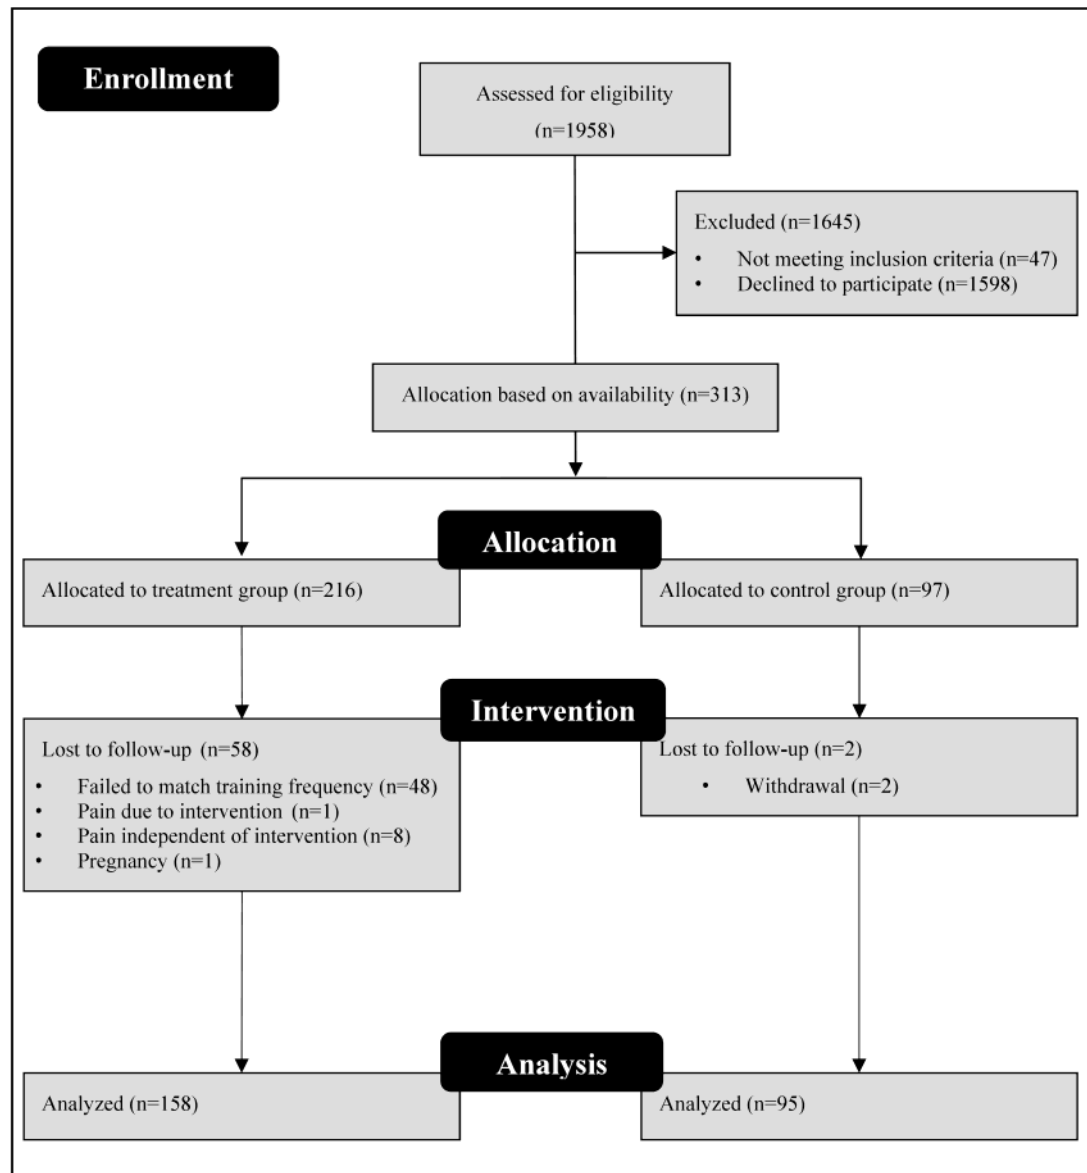 Enrollment
Assessed for eligibility
(n=1958)
Excluded (n=1645)
• Not meeting inclusion criteria (n=47)
• Declined to participate (n=1598)
Allocation based on availability (n=313)
Allocation
Allocated to treatment group (n=216)
Allocated to control group (n=97)
Intervention
Lost to follow-up (n=58)
• Failed to match training frequency (n=48)
• Pain due to intervention (n=1)
• Pain independent of intervention (n=8)
• Pregnancy (n=1)
Lost to follow-up (n=2)
• Withdrawal (n=2)
Analysis
Analyzed (n=158)
Analyzed (n=95)